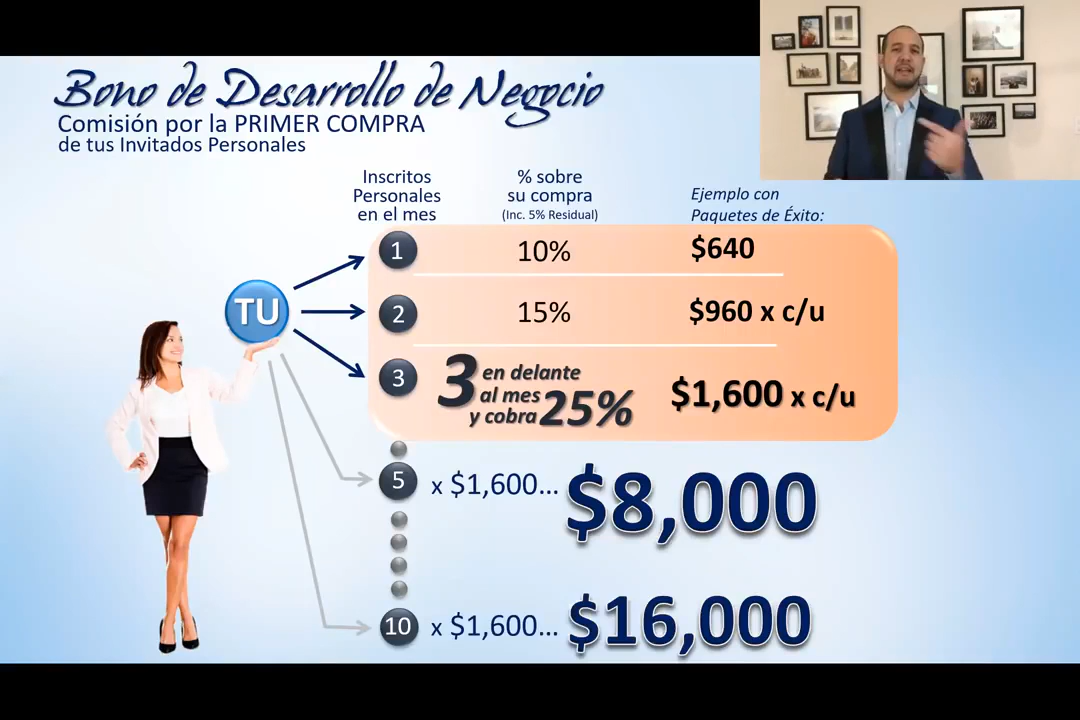 Bono de Desarrollo de Negocio
Comisión por la PRIMER COMPRA
de tus Invitados Personales
Inscritos
Personales
en el mes
% sobre
su compra
(Inc. 5% Residual)
Ejemplo con
Paquetes de Éxito:
1 10% $640
TU
2 15% $960 x c/u
3 3 en delante
al mes
y cobra 25% $1,600 x c/u
5 x $1,600... $8,000
10 x $1,600... $16,000